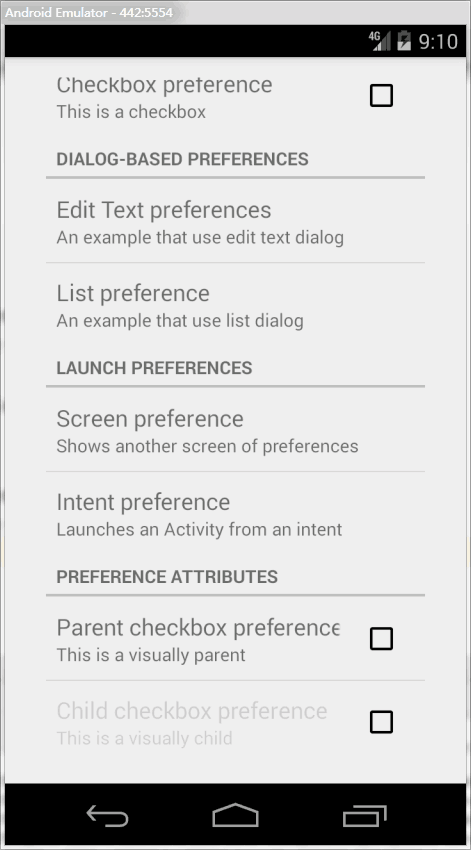 Android Emulator - 442:5554
4G 9:10
Checkbox preference
This is a checkbox
DIALOG-BASED PREFERENCES
Edit Text preferences
An example that use edit text dialog
List preference
An example that use list dialog
LAUNCH PREFERENCES
Screen preference
Shows another screen of preferences
Intent preference
Launches an Activity from an intent
PREFERENCE ATTRIBUTES
Parent checkbox preference
This is a visually parent
Child checkbox preference
This is a visually child